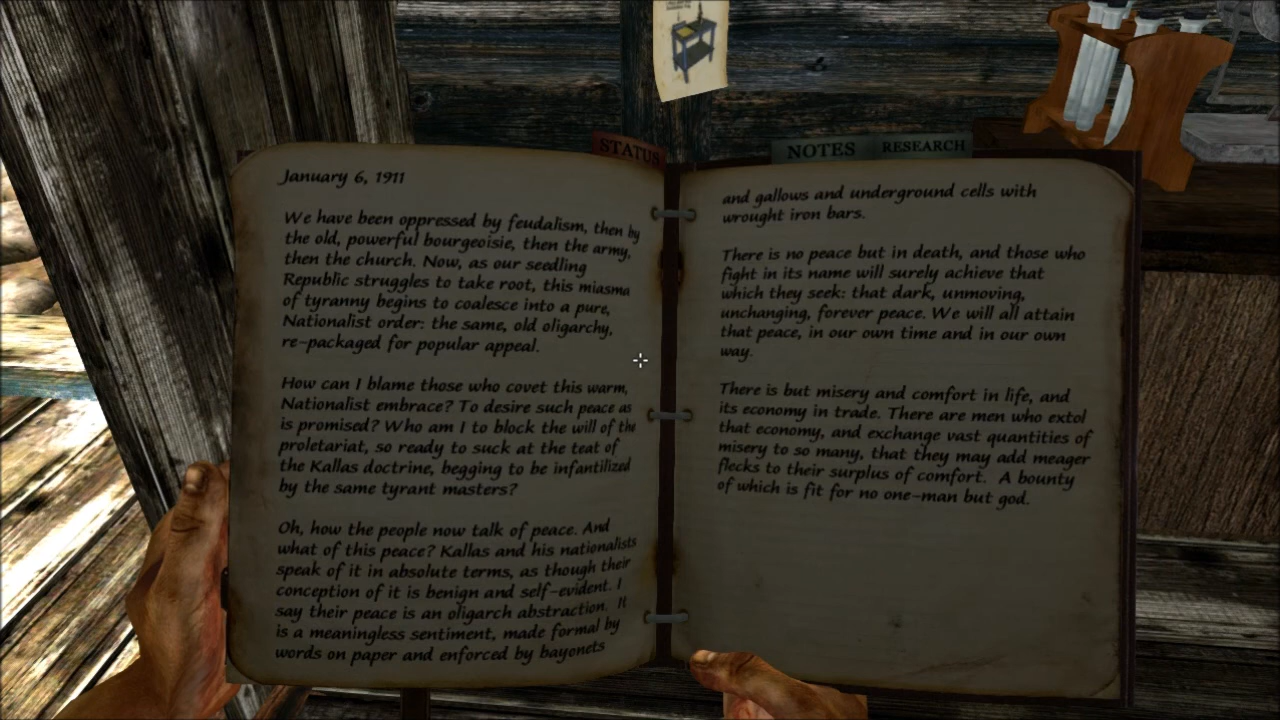 STATUS
NOTES
RESEARCH
January 6, 1911
We have been oppressed by feudalism, then by
the old, powerful bourgeoisie, then the army,
then the church. Now, as our seedling
Republic struggles to take root, this miasma
of tyranny begins to coalesce into a pure,
Nationalist order: the same, old oligarchy,
re-packaged for popular appeal.
How can I blame those who covet this warm,
Nationalist embrace? To desire such peace as
is promised? Who am I to block the will of the
proletariat, so ready to suck at the teat of
the Kallas doctrine, begging to be infantilized
by the same tyrant masters?
Oh, how the people now talk of peace. And
what of this peace? Kallas and his nationalists
speak of it in absolute terms, as though their
conception of it is benign and self-evident. I
say their peace is an oligarch abstraction. It
is a meaningless sentiment, made formal by
words on paper and enforced by bayonets
and gallows and underground cells with
wrought iron bars.
There is no peace but in death, and those who
fight in its name will surely achieve that
which they seek: that dark, unmoving,
unchanging, forever peace. We will all attain
that peace, in our own time and in our own
way.
There is but misery and comfort in life, and
its economy in trade. There are men who extol
that economy, and exchange vast quantities of
misery to so many, that they may add meager
flecks to their surplus of comfort. A bounty
of which is fit for no one-man but god.